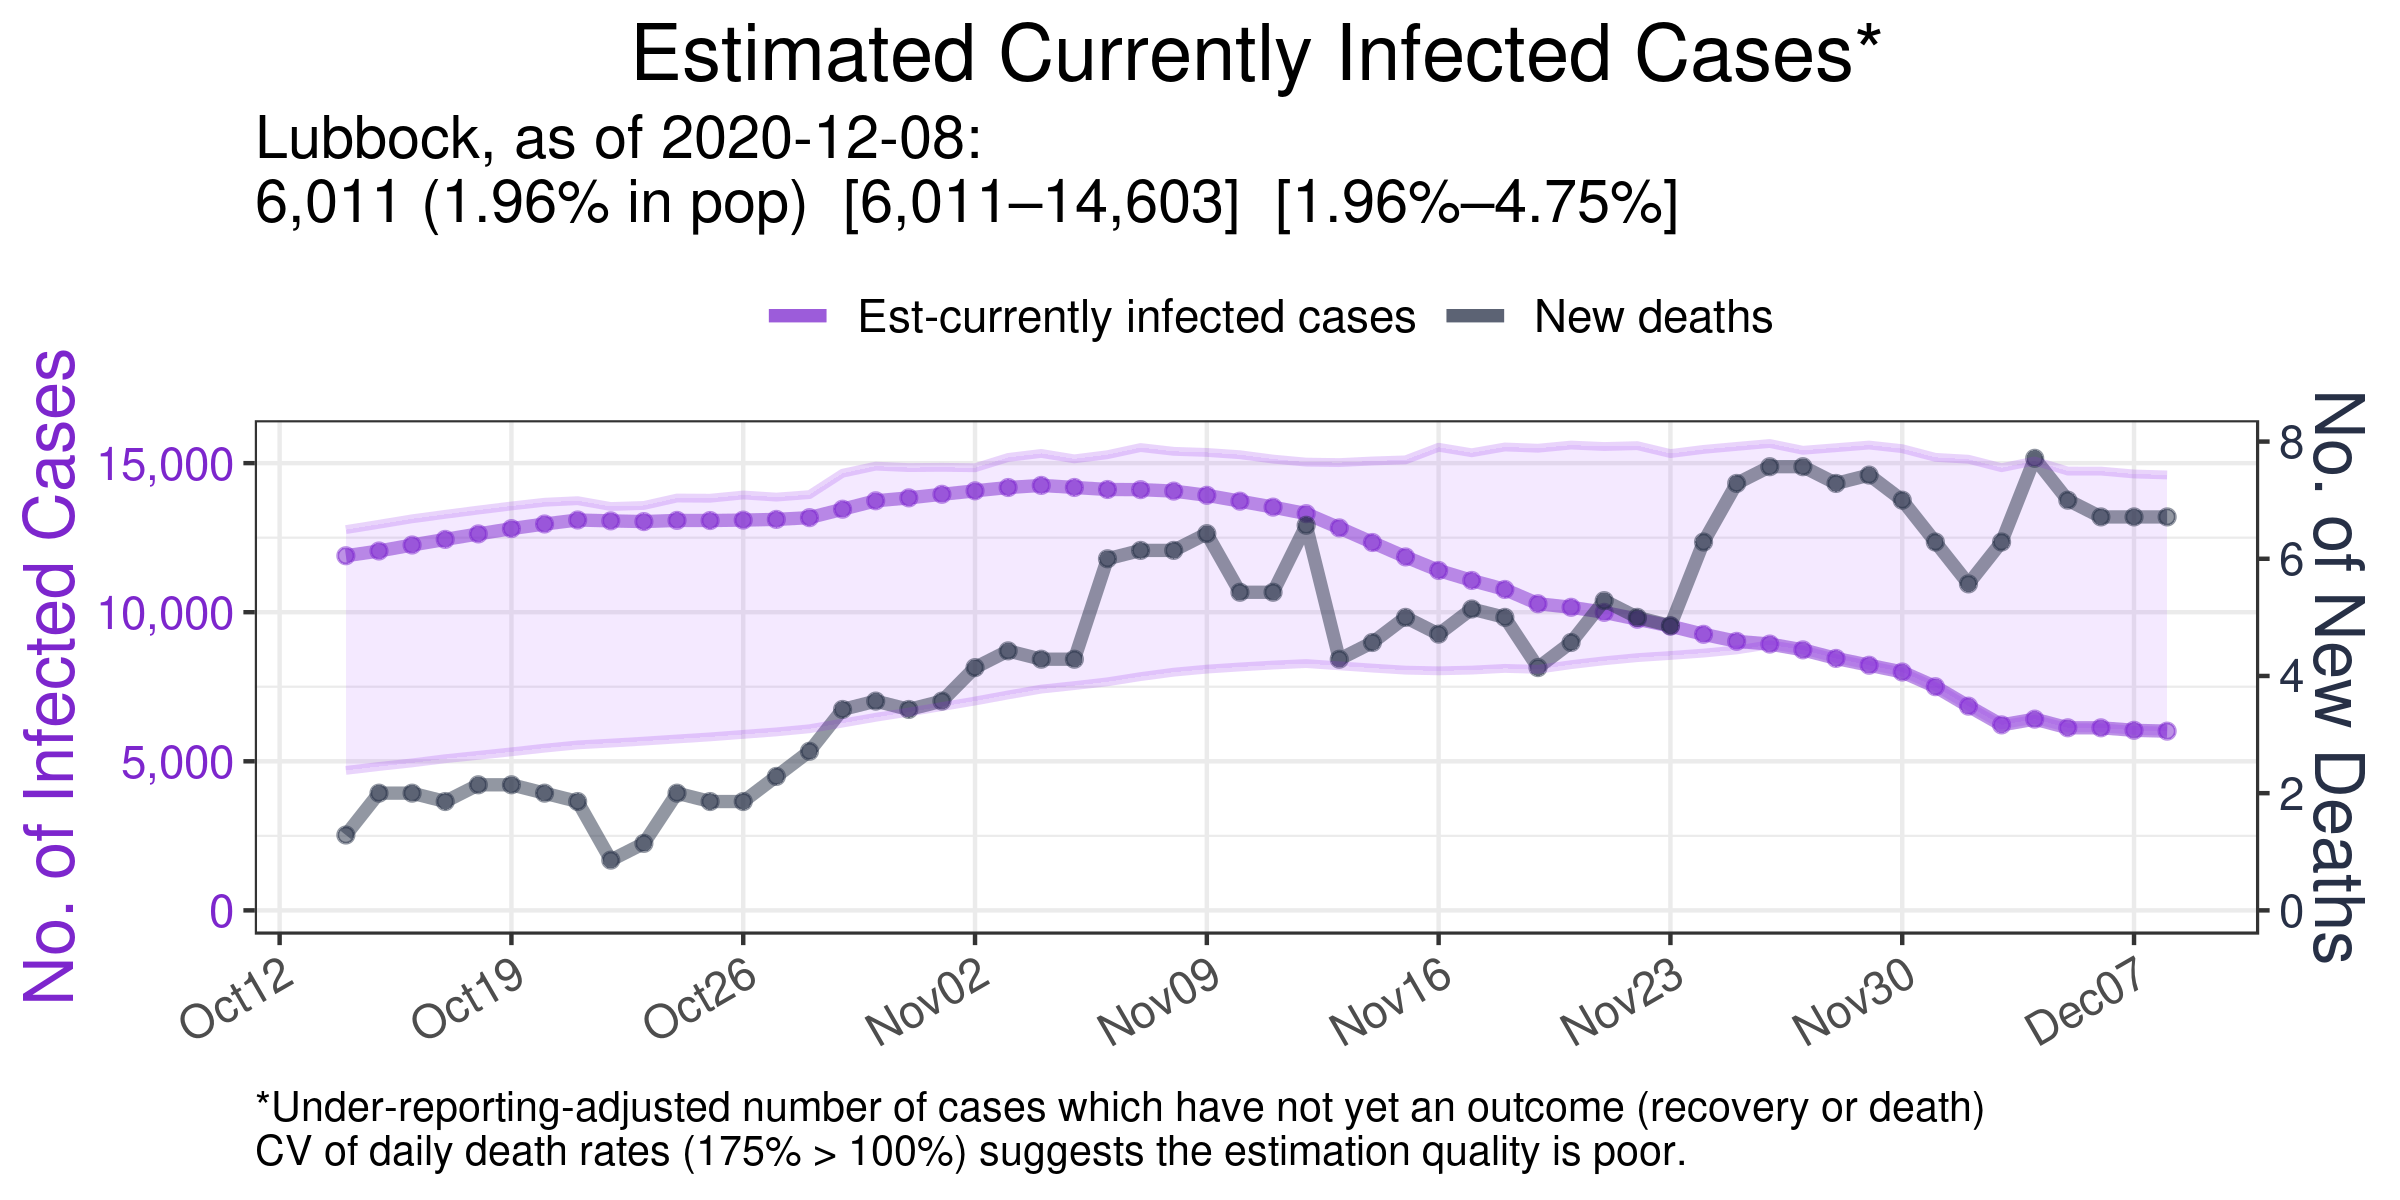 Estimated Currently Infected Cases*
Lubbock, as of 2020-12-08:
6,011 (1.96% in pop)  [6,011–14,603]  [1.96%–4.75%]
Est-currently infected cases
New deaths
No. of Infected Cases
15,000
10,000
5,000
0
8
6
4
2
0
No. of New Deaths
Oct12
Oct19
Oct26
Nov02
Nov09
Nov16
Nov23
Nov30
Dec07
*Under-reporting-adjusted number of cases which have not yet an outcome (recovery or death)
CV of daily death rates (175% > 100%) suggests the estimation quality is poor.